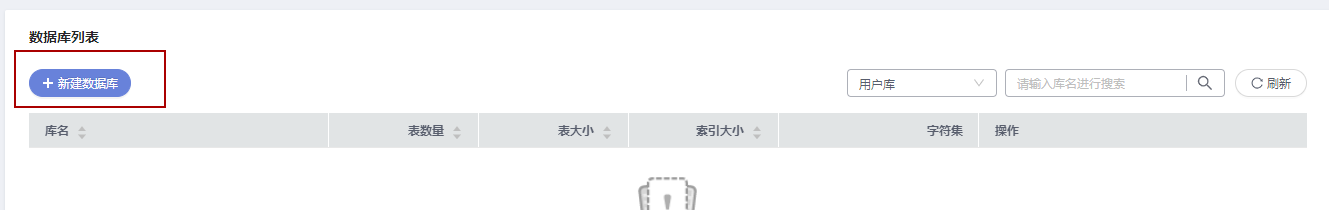 数据库列表
+ 新建数据库
用户库
请输入库名进行搜索
刷新
库名 表数量 表大小 索引大小 字符集 操作